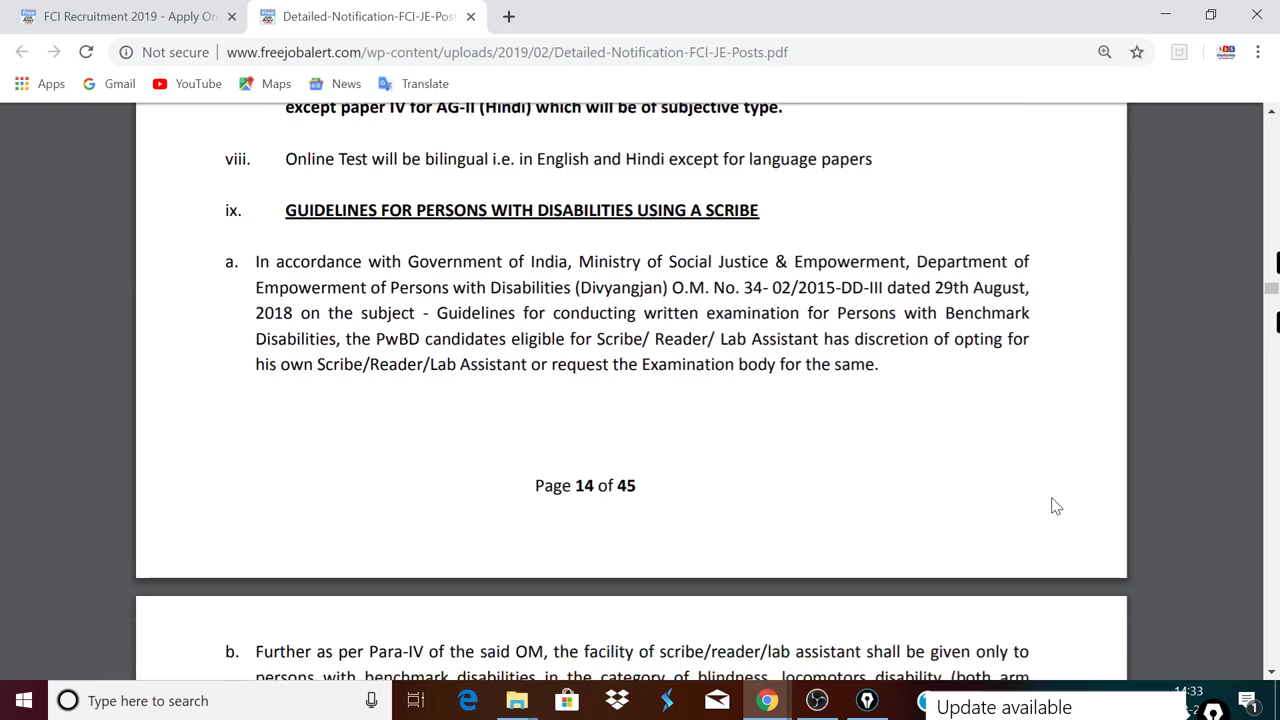 FCI Recruitment 2019 - Apply On
Detailed-Notification-FCI-JE-Post
Not secure
www.freejobalert.com/wp-content/uploads/2019/02/Detailed-Notification-FCI-JE-Posts.pdf
Apps
Gmail
YouTube
Maps
News
Translate
except paper IV for AG-II (Hindi) which will be of subjective type.
viii. Online Test will be bilingual i.e. in English and Hindi except for language papers
ix. GUIDELINES FOR PERSONS WITH DISABILITIES USING A SCRIBE
a. In accordance with Government of India, Ministry of Social Justice & Empowerment, Department of
Empowerment of Persons with Disabilities (Divyangjan) O.M. No. 34- 02/2015-DD-III dated 29th August,
2018 on the subject - Guidelines for conducting written examination for Persons with Benchmark
Disabilities, the PwBD candidates eligible for Scribe/ Reader/ Lab Assistant has discretion of opting for
his own Scribe/Reader/Lab Assistant or request the Examination body for the same.
Page 14 of 45
b. Further as per Para-IV of the said OM, the facility of scribe/reader/lab assistant shall be given only to
persons with benchmark disabilities in the category of blindness, locomotors disability (both arm
Type here to search
14:33
Update available